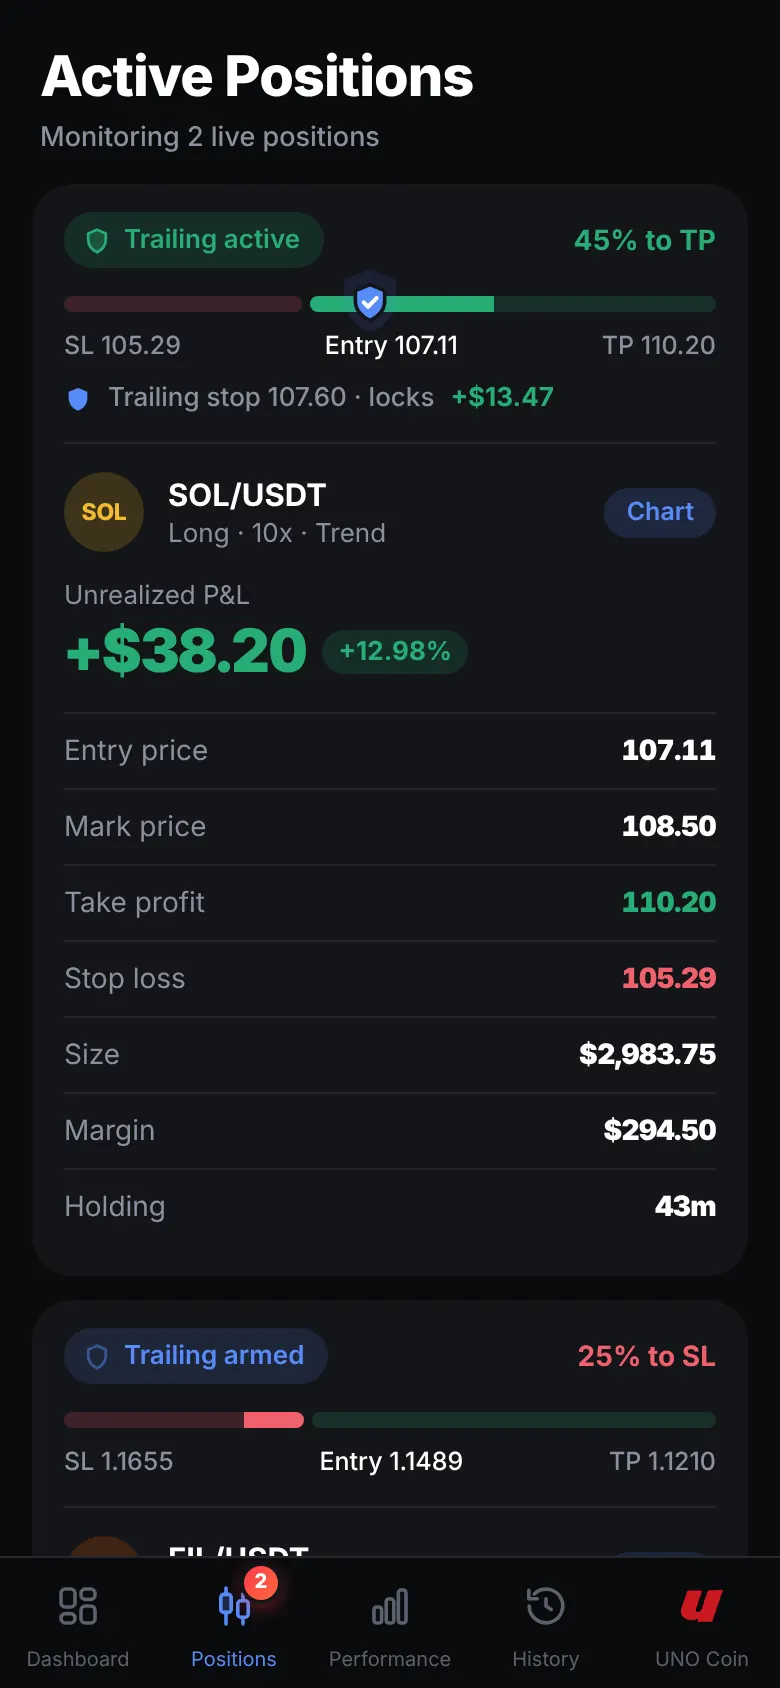 Active Positions
Monitoring 2 live positions
Trailing active
45% to TP
SL 105.29
Entry 107.11
TP 110.20
Trailing stop 107.60 · locks +$13.47
SOL
SOL/USDT
Long · 10x · Trend
Chart
Unrealized P&L
+$38.20
+12.98%
Entry price 107.11
Mark price 108.50
Take profit 110.20
Stop loss 105.29
Size $2,983.75
Margin $294.50
Holding 43m
Trailing armed
25% to SL
SL 1.1655
Entry 1.1489
TP 1.1210
FIL/USDT
2
Dashboard
Positions
Performance
History
UNO Coin